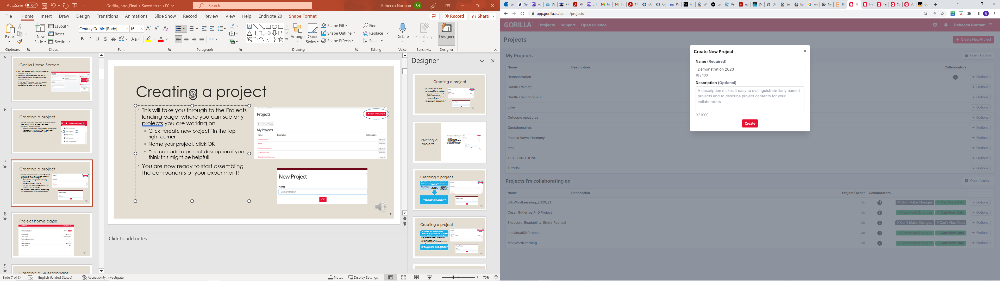 AutoSave Off
Gorilla_Intro_Final • Saved to this PC
Search
Rebecca Norman RN
File Home Insert Draw Design Transitions Animations Slide Show Record Review View Help EndNote 20 Shape Format
Record Share
Paste
New Slide
Layout
Reset
Section
Century Gothic (Body) 16
Arrange
Quick Styles
Shape Fill
Shape Outline
Shape Effects
Find
Replace
Select
Dictate
Sensitivity
Designer
Clipboard Slides Font Paragraph Drawing Editing Voice Sensitivity Designer
5
Gorilla Home Screen
6
Creating a project
7
Creating a project
8
Project home page
9
Creating a Questionnaire
Creating a project
This will take you through to the Projects
landing page, where you can see any
projects you are working on
Click “create new project” in the top
right corner
Name your project, click OK
You can add a project description if you
think this might be helpful!
You are now ready to start assembling
the components of your experiment!
Projects
+ Create a new project
Show Archived Projects
My Projects
Name Description Collaborators
Demonstration Actions
other Actions
Outcome measures Actions
Questionnaires Actions
Replica Vowel Harmony Actions
New Project
Name
Demonstration
OK
7
Click to add notes
Designer
Creating a project
Creating a
project
Creating a project
Creating a project
Slide 7 of 84 English (United States) Accessibility: Investigate Notes Display Settings 70%
app.gorilla.sc/admin/projects
GORILLA Projects Support Open Science Rebecca Norman
Projects
+ Create New Project
My Projects
Open Archive
Name Description Collaborators
Demonstration 2 Options
Gorilla Training Options
Gorilla Training 2023 Options
other Options
Outcome measures Options
Questionnaires Options
Replica Vowel Harmony Options
test Options
TEST FUNCTIONS Options
Tutorial Options
Create New Project
Name (Required)
Demonstration 2023
18 / 100
Description (Optional)
A description makes it easy to distinguish similarly named
projects and to describe project contents for your
collaborators
0 / 1000
Create
Projects I'm collaborating on
Open Archive
Name Description Project Owner Collaborators
BScWordLearning_2020_21 Jo 13 Can't Make Changes Can View Data Options
César Gutiérrez PhD Project Jo 3 Can Make Changes Can View Data Options
Exposure_Readability_Study_Rachael Jo 3 Can't Make Changes Can't View Data Options
IndividualDifferences Jo 3 Can Make Changes Can View Data Options
MScWordLearning Jo 7 Can Make Changes Can View Data Options